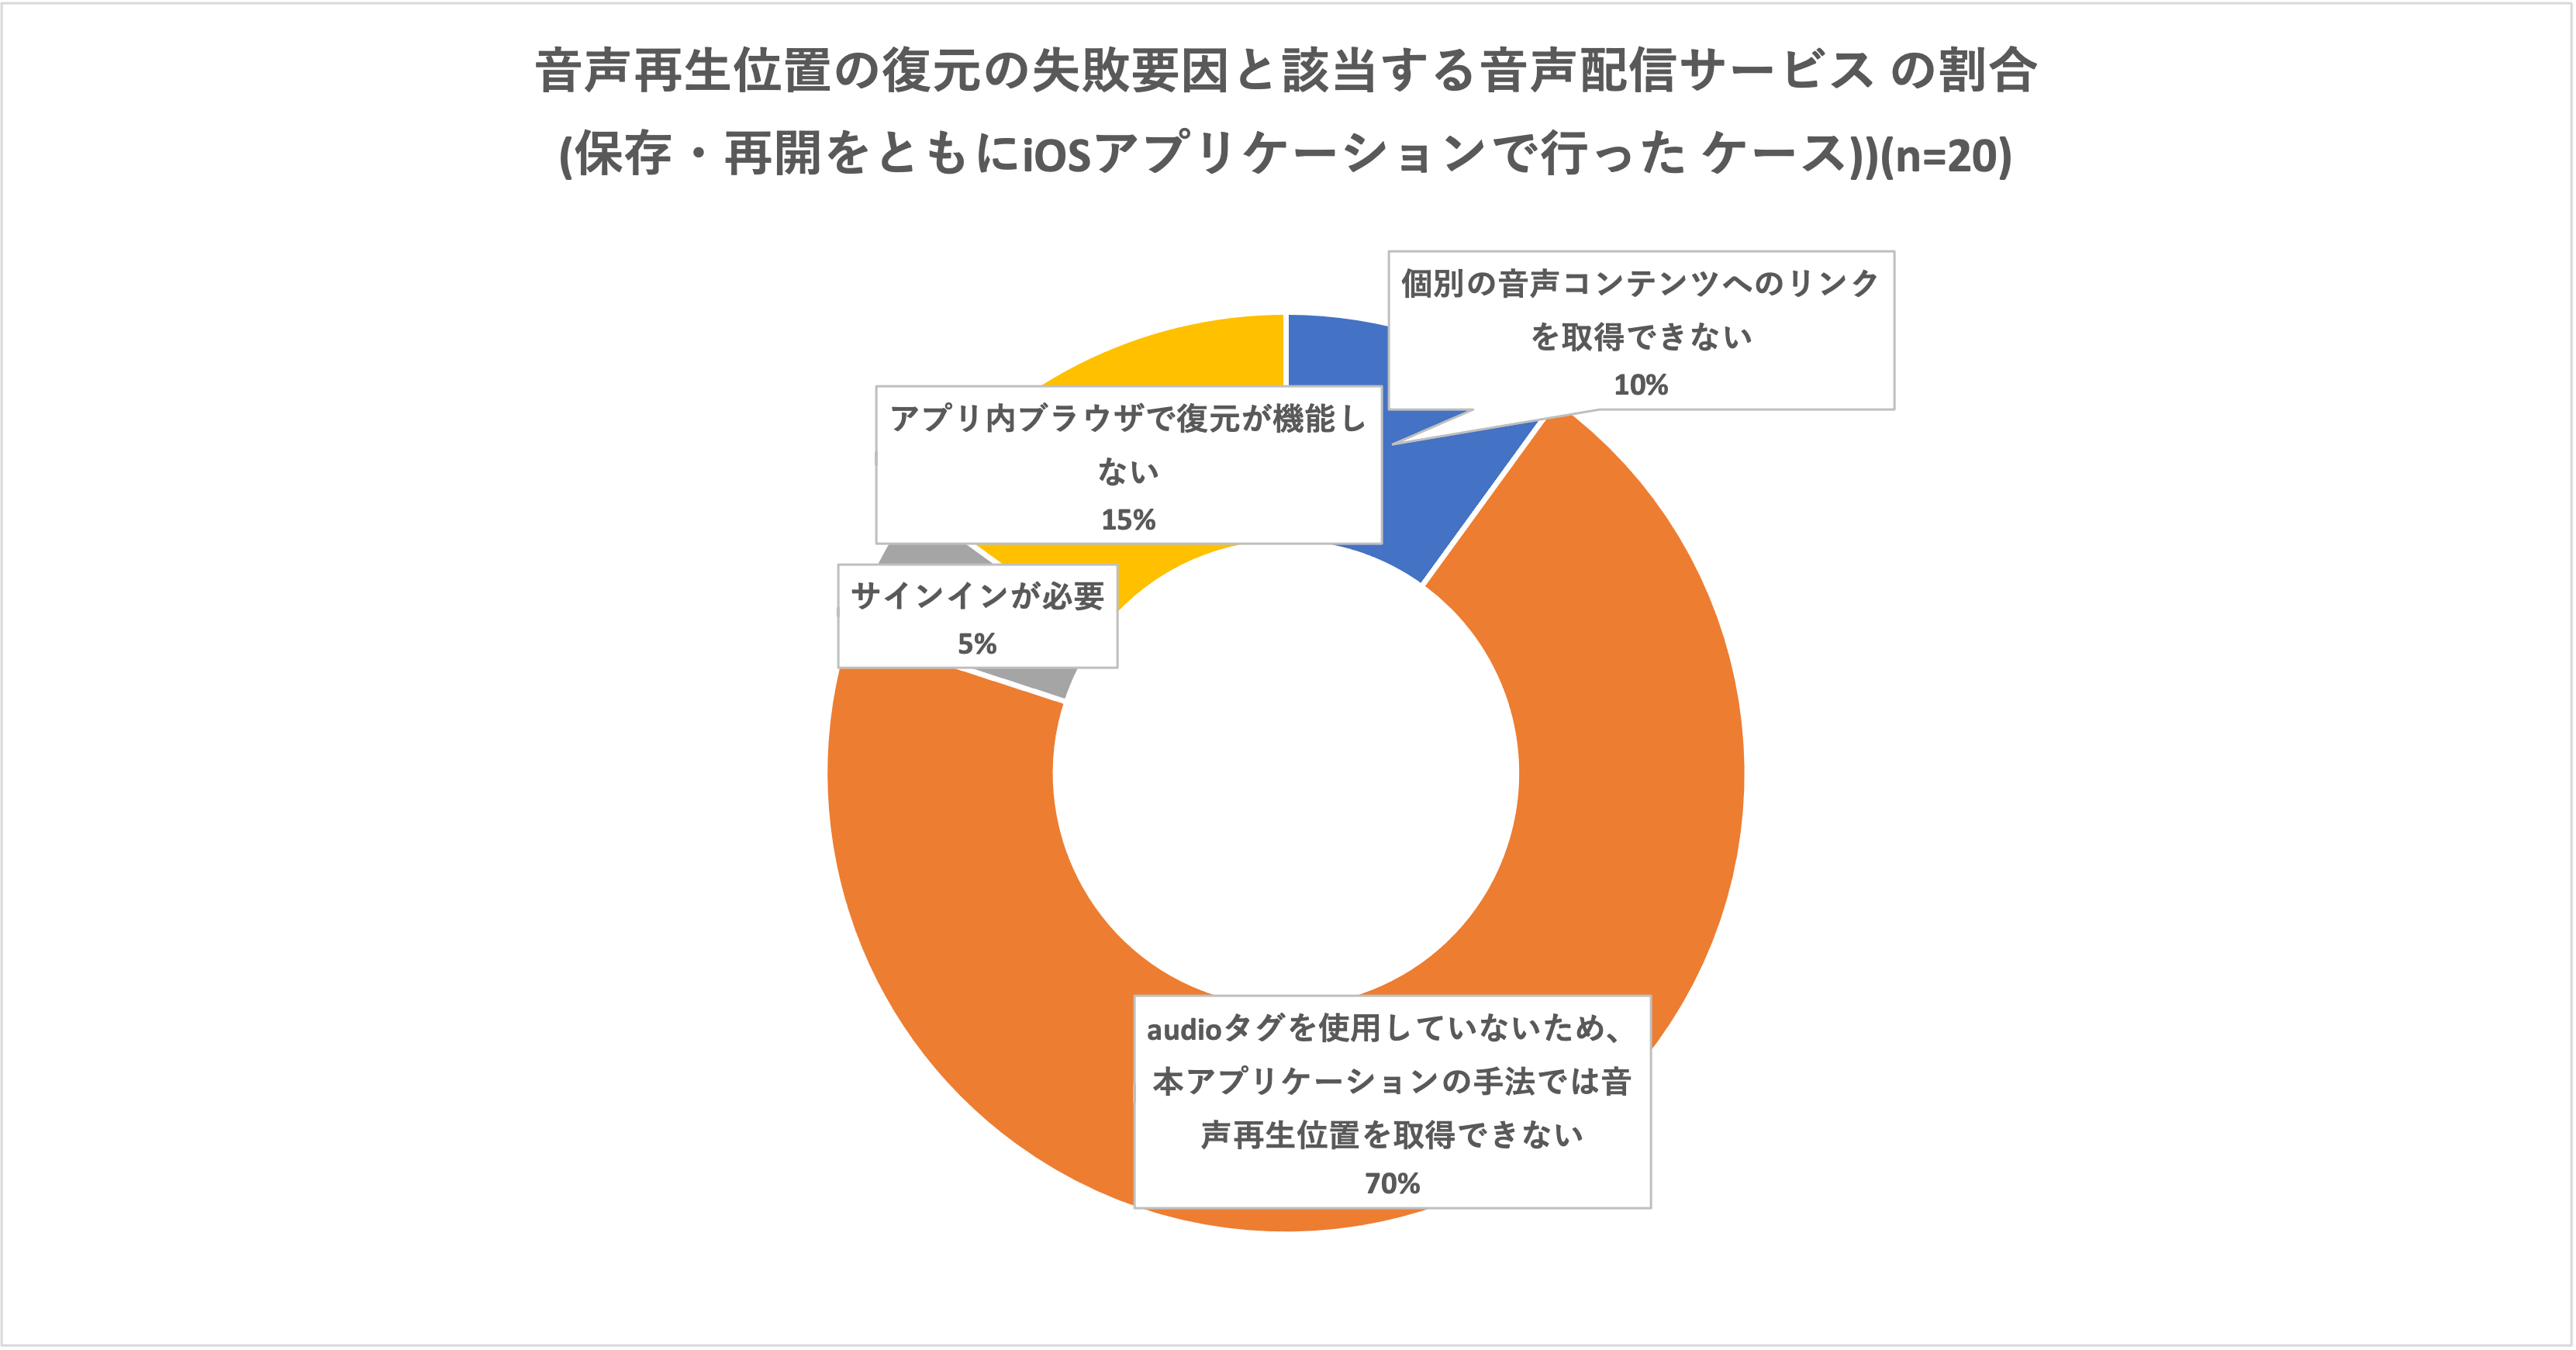 音声再生位置の復元の失敗要因と該当する音声配信サービス の割合
(保存・再開をともにiOSアプリケーションで行った ケース))(n=20)
個別の音声コンテンツへのリンク
を取得できない
10%
アプリ内ブラウザで復元が機能し
ない
15%
サインインが必要
5%
audioタグを使用していないため、
本アプリケーションの手法では音
声再生位置を取得できない
70%